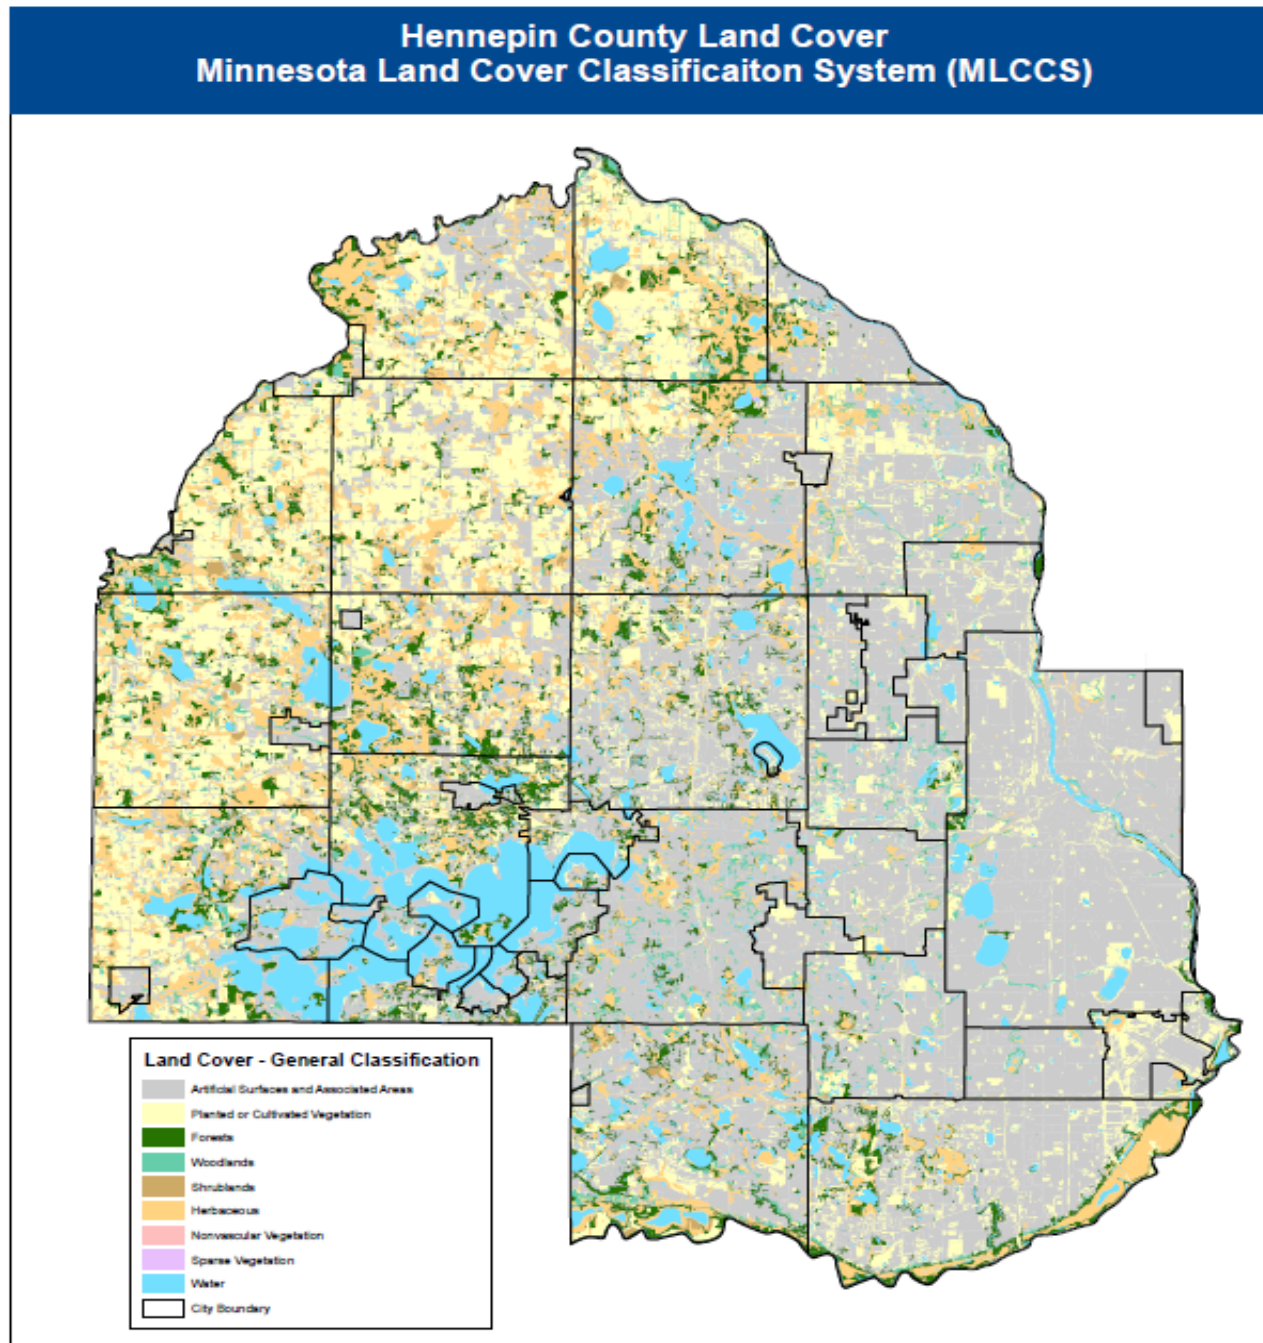 Hennepin County Land Cover
Minnesota Land Cover Classificaiton System (MLCCS)
Land Cover - General Classification
Artificial Surfaces and Associated Areas
Planted or Cultivated Vegetation
Forests
Woodlands
Shrublands
Herbaceous
Nonvascular Vegetation
Sparse Vegetation
Water
City Boundary